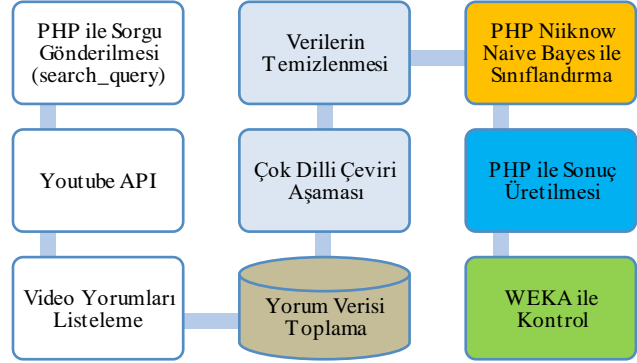 PHP ile Sorgu
Gönderilmesi
(search_query)
Youtube API
Video Yorumları
Listeleme
Yorum Verisi
Toplama
Çok Dilli Çeviri
Aşaması
Verilerin
Temizlenmesi
PHP Niiknow
Naive Bayes ile
Sınıflandırma
PHP ile Sonuç
Üretilmesi
WEKA ile
Kontrol